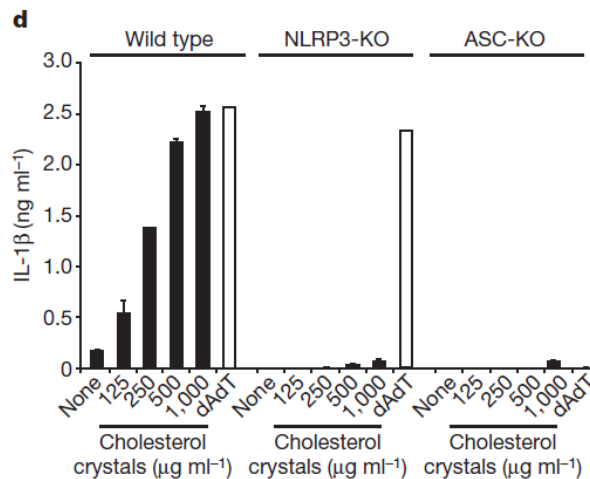 d
Wild type NLRP3-KO ASC-KO
IL-1β (ng ml⁻¹)
3.0
2.5
2.0
1.5
1.0
0.5
0
None 125 250 500 1,000 dAdT None 125 250 500 1,000 dAdT None 125 250 500 1,000 dAdT
Cholesterol Cholesterol Cholesterol
crystals (μg ml⁻¹) crystals (μg ml⁻¹) crystals (μg ml⁻¹)